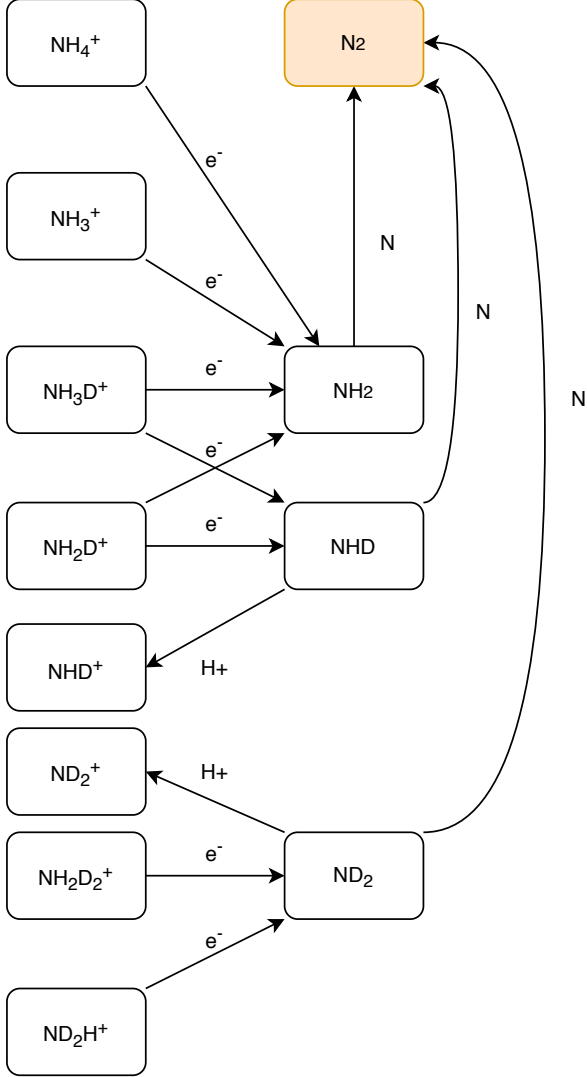 NH₄⁺
N2
e⁻
NH₃⁺
N
e⁻
N
NH₃D⁺
e⁻
NH2
N
e⁻
NH₂D⁺
e⁻
NHD
NHD⁺
H+
ND₂⁺
H+
NH₂D₂⁺
e⁻
ND₂
e⁻
ND₂H⁺